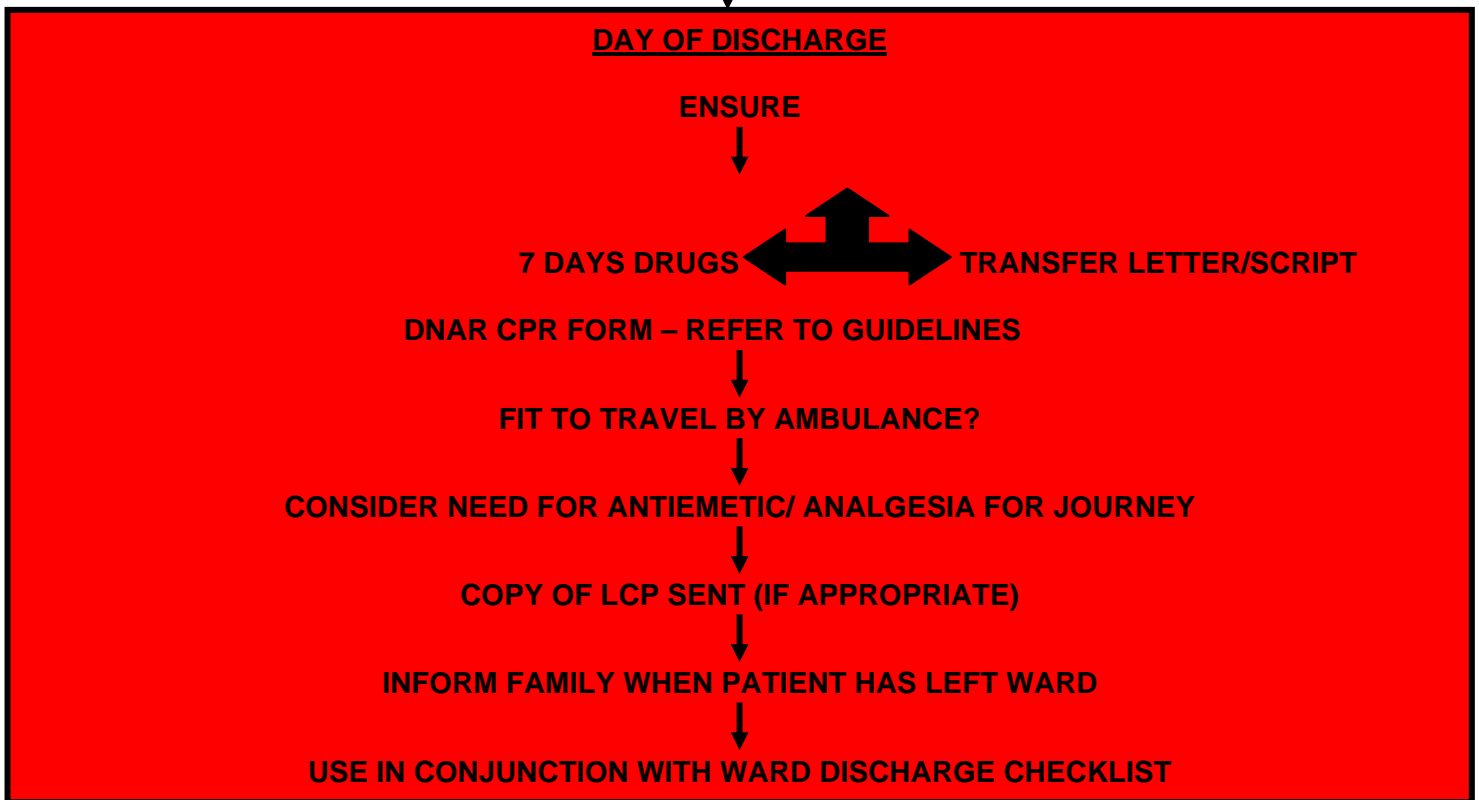 DAY OF DISCHARGE
ENSURE
7 DAYS DRUGS TRANSFER LETTER/SCRIPT
DNAR CPR FORM – REFER TO GUIDELINES
FIT TO TRAVEL BY AMBULANCE?
CONSIDER NEED FOR ANTIEMETIC/ ANALGESIA FOR JOURNEY
COPY OF LCP SENT (IF APPROPRIATE)
INFORM FAMILY WHEN PATIENT HAS LEFT WARD
USE IN CONJUNCTION WITH WARD DISCHARGE CHECKLIST